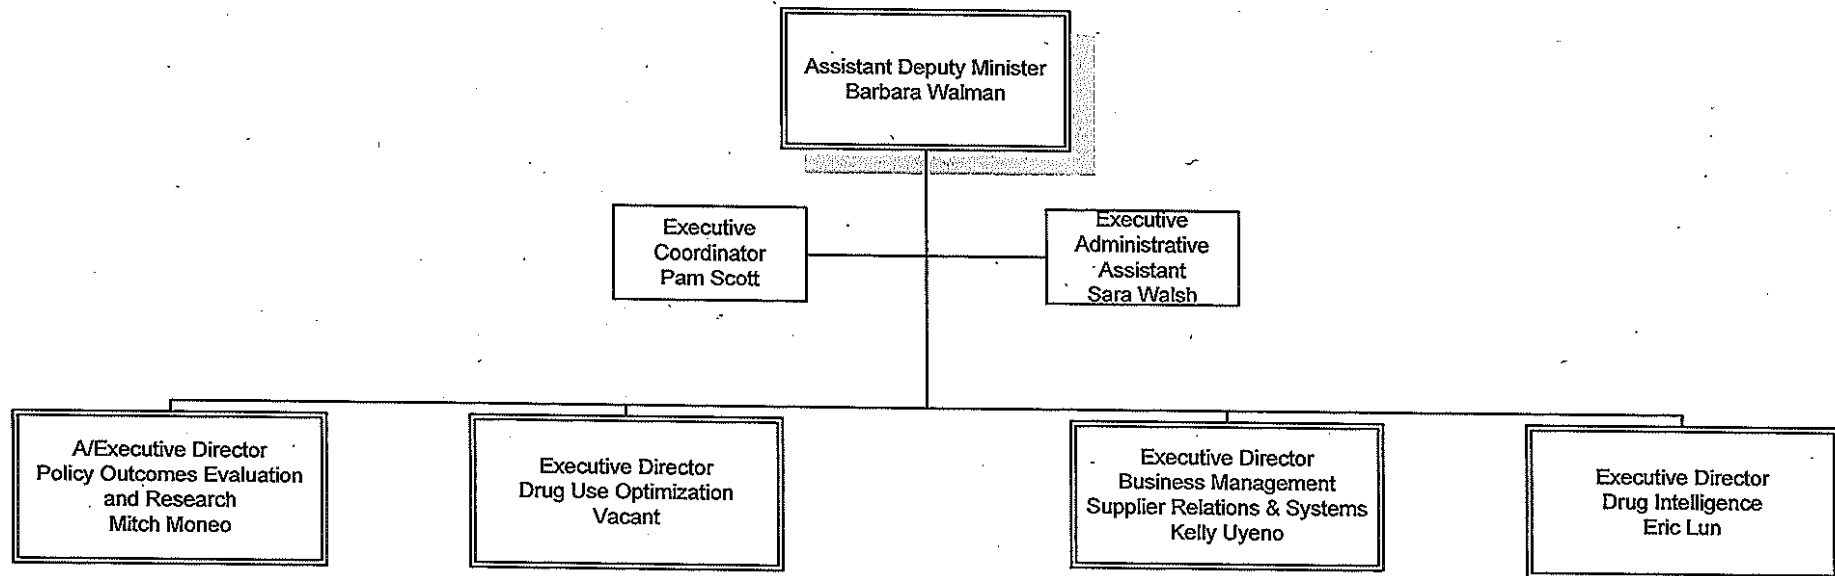 Assistant Deputy Minister
Barbara Walman
Executive
Coordinator
Pam Scott
Executive
Administrative
Assistant
Sara Walsh
A/Executive Director
Policy Outcomes Evaluation
and Research
Mitch Moneo
Executive Director
Drug Use Optimization
Vacant
Executive Director
Business Management
Supplier Relations & Systems
Kelly Uyeno
Executive Director
Drug Intelligence
Eric Lun